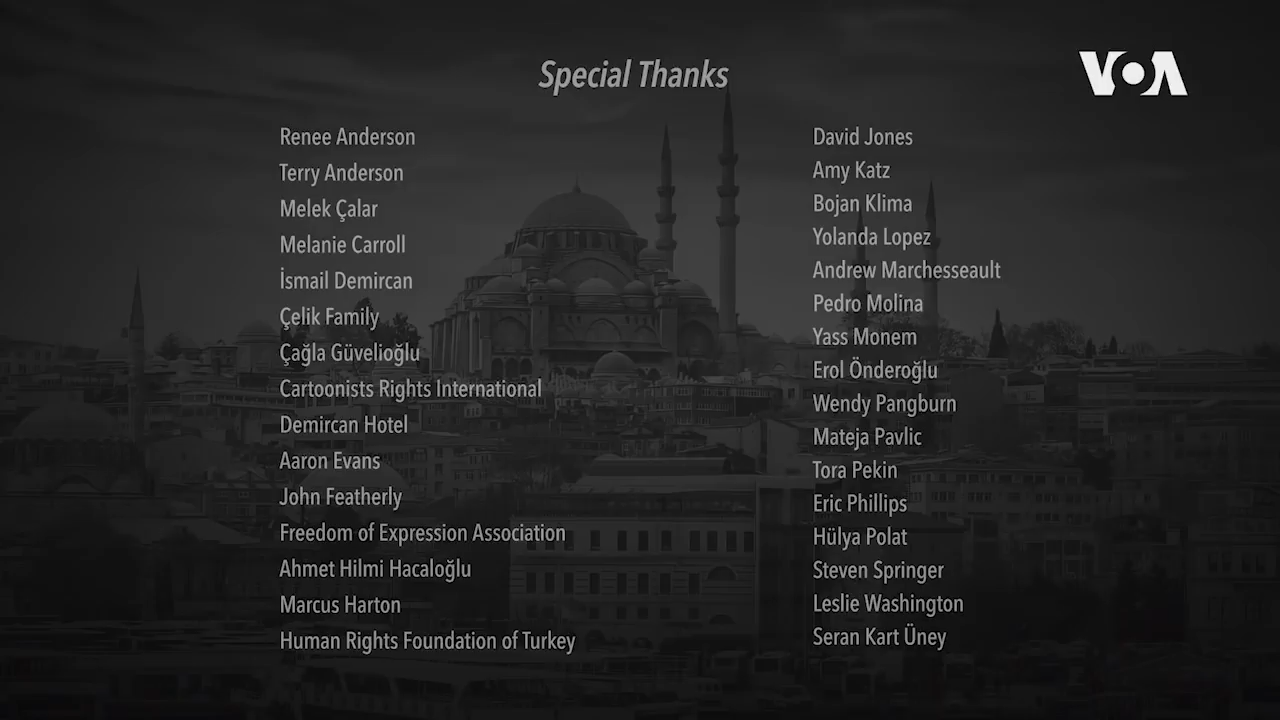 Special Thanks
VOA
Renee Anderson
Terry Anderson
Melek Çalar
Melanie Carroll
İsmail Demircan
Çelik Family
Çağla Güvelioğlu
Cartoonists Rights International
Demircan Hotel
Aaron Evans
John Featherly
Freedom of Expression Association
Ahmet Hilmi Hacaloğlu
Marcus Harton
Human Rights Foundation of Turkey
David Jones
Amy Katz
Bojan Klima
Yolanda Lopez
Andrew Marchesseault
Pedro Molina
Yass Monem
Erol Önderoğlu
Wendy Pangburn
Mateja Pavlic
Tora Pekin
Eric Phillips
Hülya Polat
Steven Springer
Leslie Washington
Seran Kart Üney